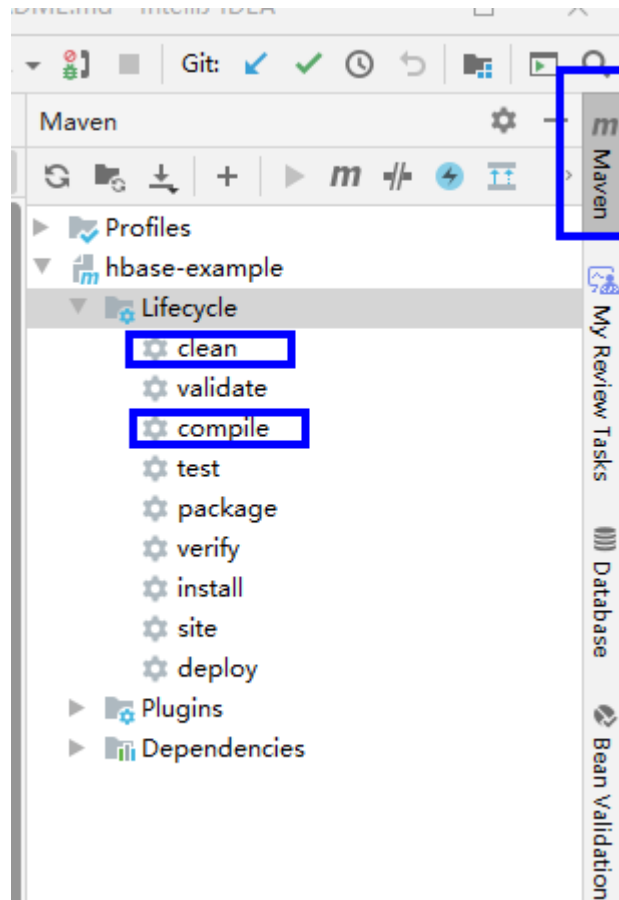 Git:
Maven
Profiles
hbase-example
Lifecycle
clean
validate
compile
test
package
verify
install
site
deploy
Plugins
Dependencies
Maven
My Review Tasks
Database
Bean Validation